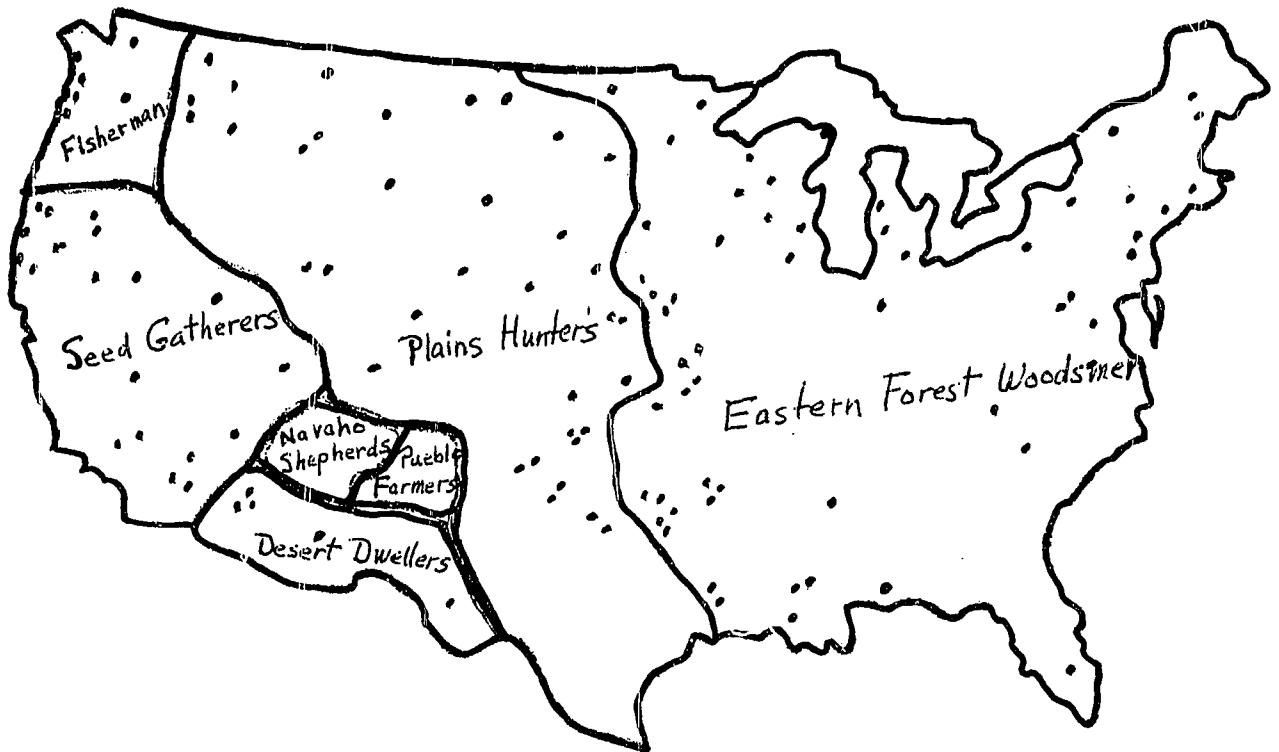 Fisherman
Seed Gatherers
Plains Hunters
Eastern Forest Woodsmen
Navaho
Shepherds
Pueblo
Farmers
Desert Dwellers